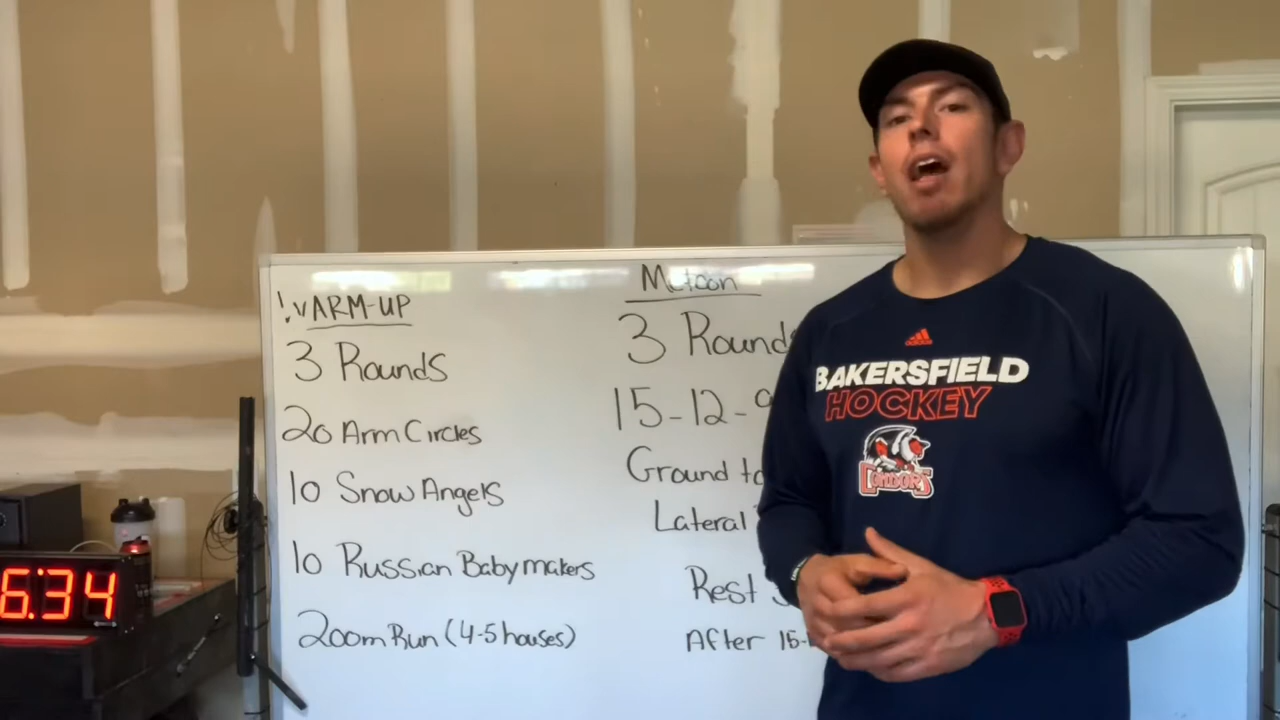 WARM-UP
3 Rounds
20 Arm Circles
10 Snow Angels
10 Russian Babymakers
200m Run (4-5 houses)
Metcon
3 Rounds
15-12-9
Ground to
Lateral
Rest
After 15-
BAKERSFIELD
HOCKEY
CONDORS
6:34